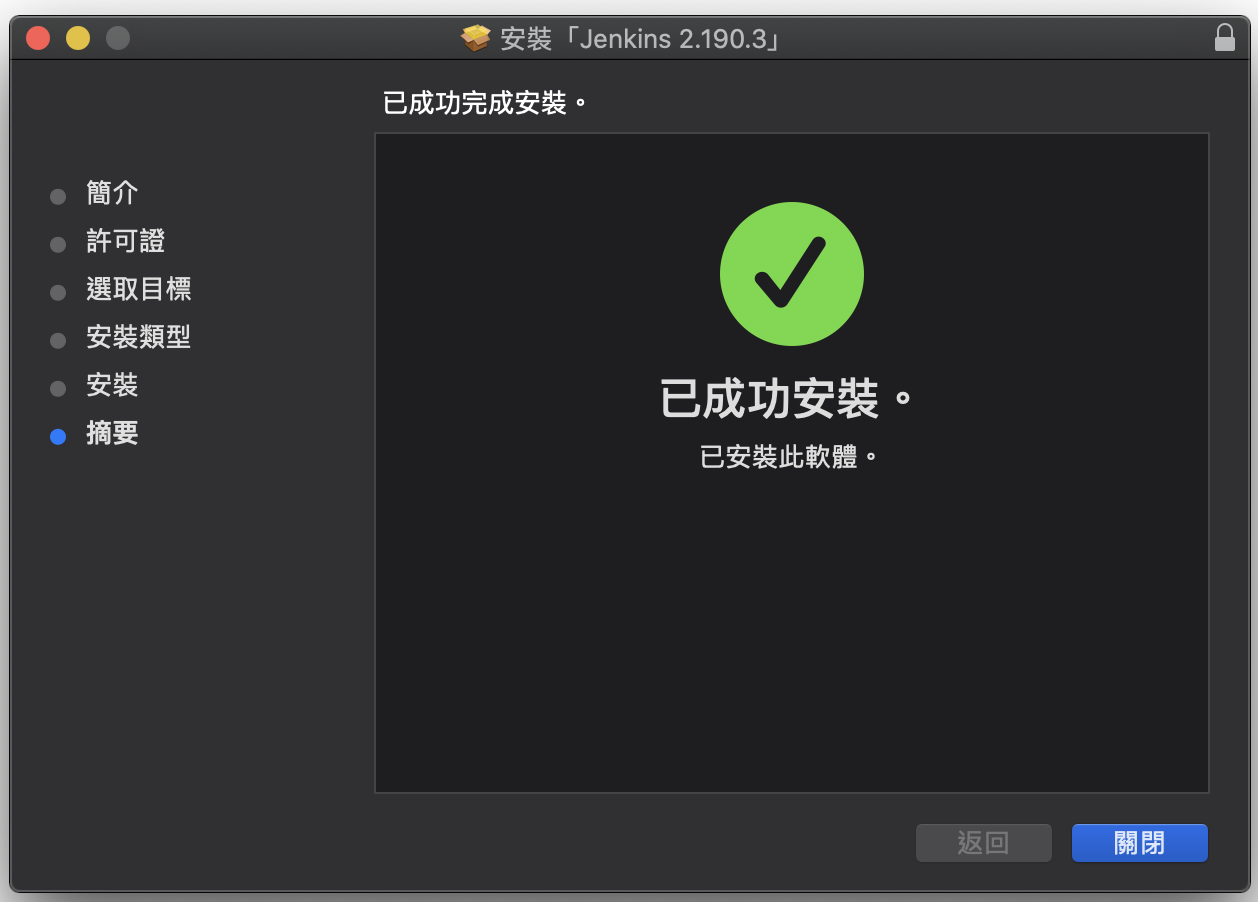 安裝「Jenkins 2.190.3」
已成功完成安裝。
簡介
許可證
選取目標
安裝類型
安裝
摘要
已成功安裝。
已安裝此軟體。
返回
關閉